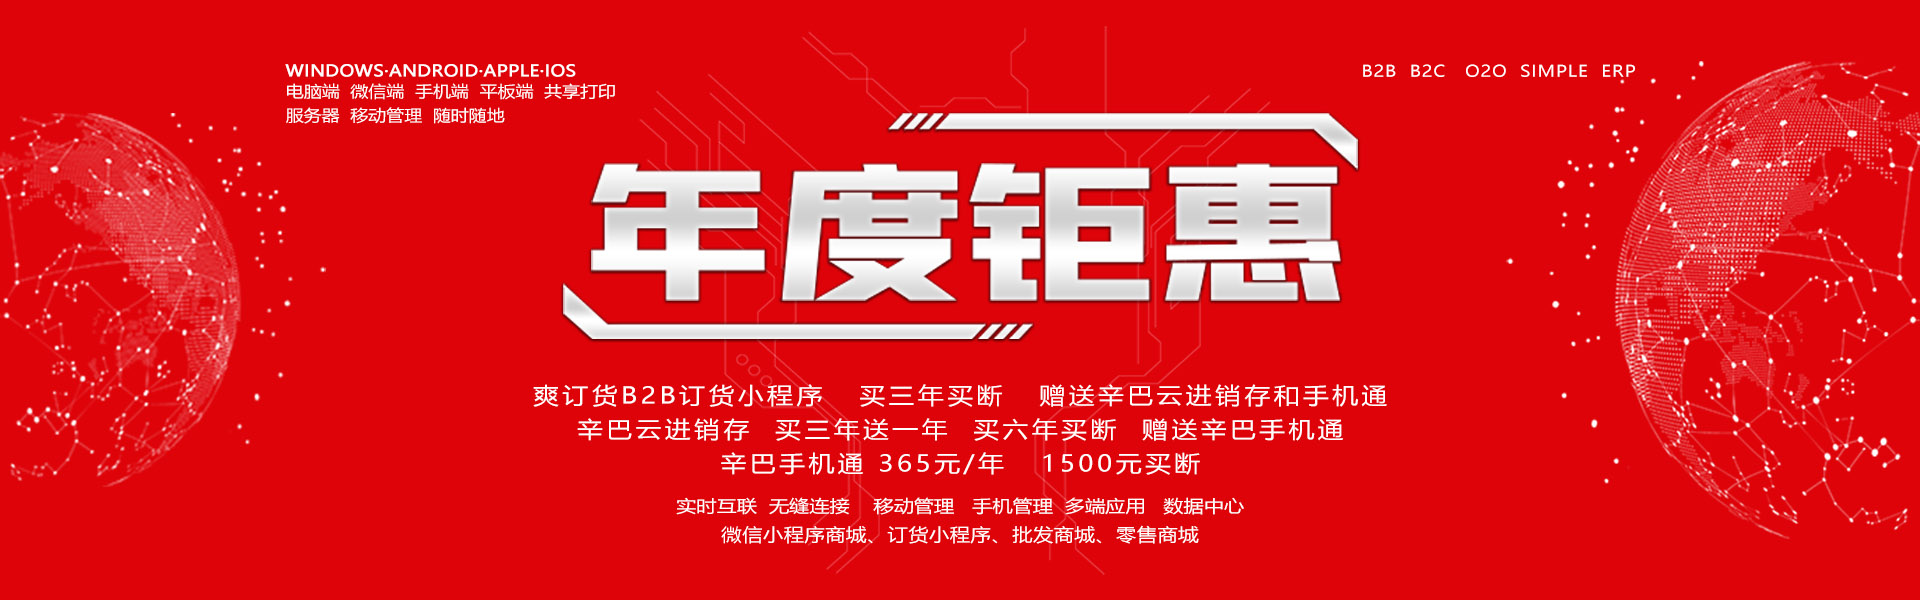 WINDOWS·ANDROID·APPLE·IOS
电脑端 微信端 手机端 平板端 共享打印
服务器 移动管理 随时随地
B2B B2C O2O SIMPLE ERP
年度钜惠
爽订货B2B订货小程序 买三年买断 赠送辛巴云进销存和手机通
辛巴云进销存 买三年送一年 买六年买断 赠送辛巴手机通
辛巴手机通 365元/年 1500元买断
实时互联 无缝连接 移动管理 手机管理 多端应用 数据中心
微信小程序商城、订货小程序、批发商城、零售商城